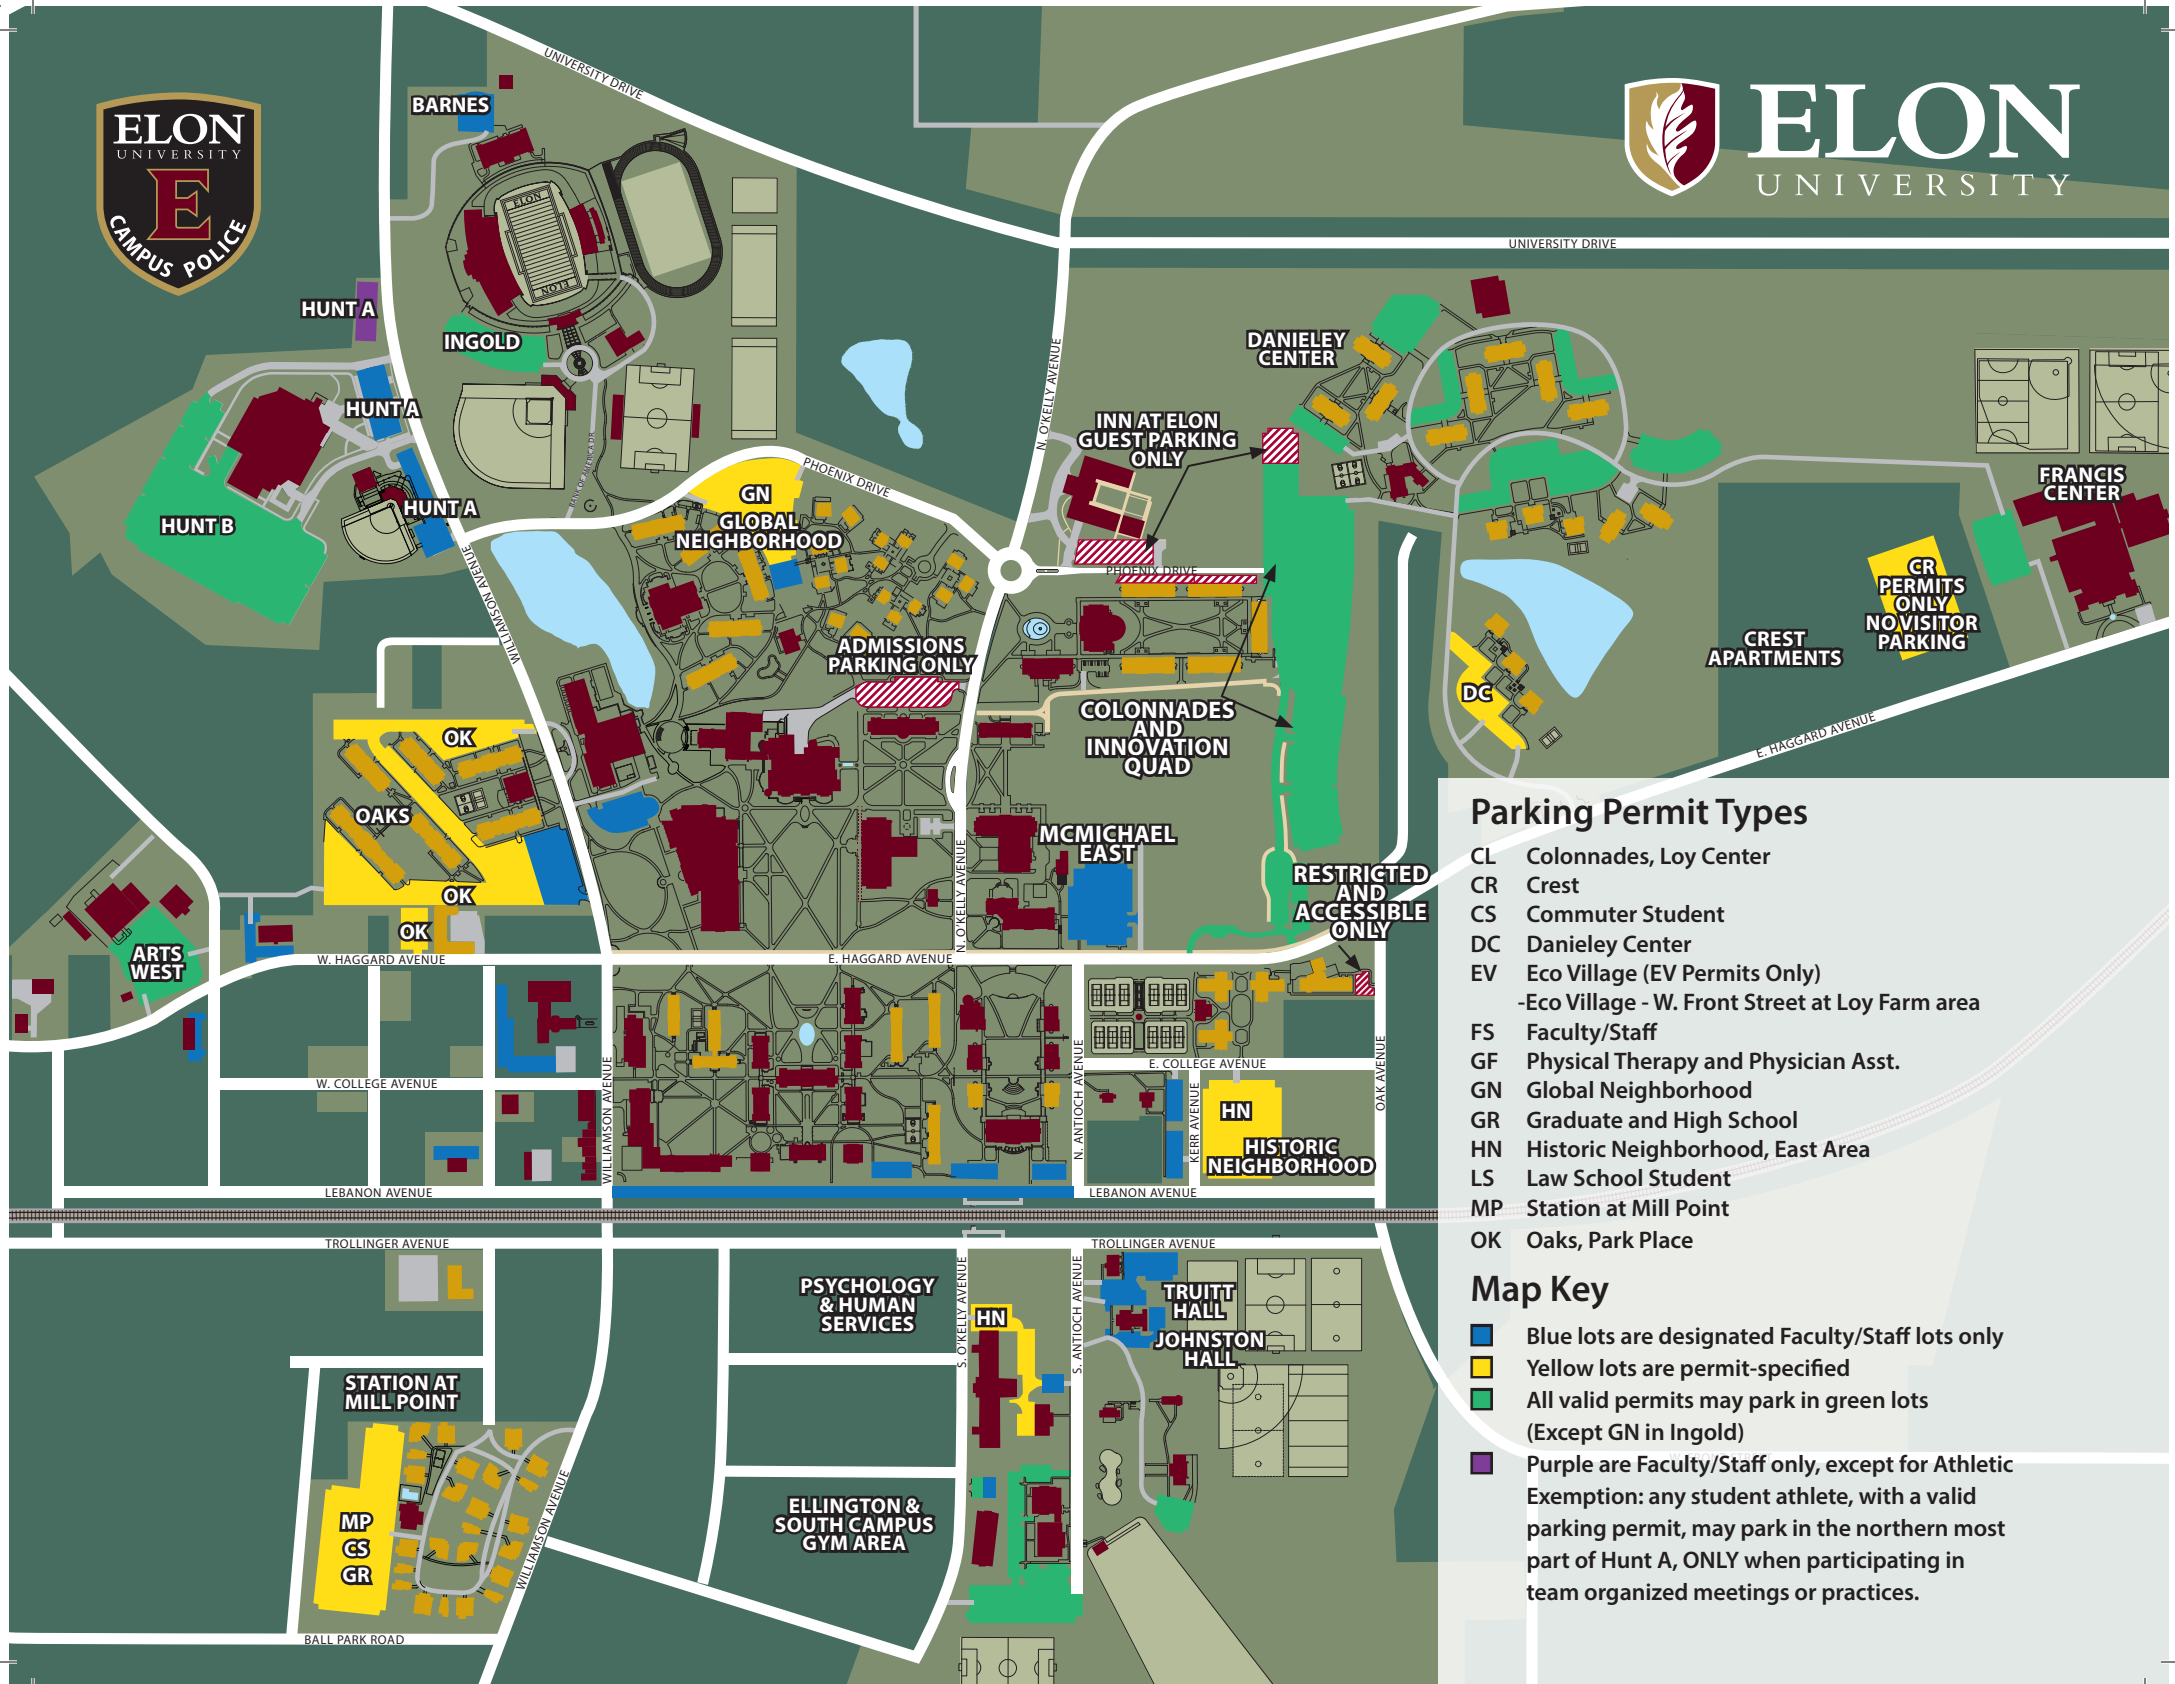 ELON
UNIVERSITY
E
CAMPUS POLICE
ELON
UNIVERSITY
UNIVERSITY DRIVE
UNIVERSITY DRIVE
BARNES
ELON
ELON
HUNT A
INGOLD
HUNT A
HUNT A
HUNT B
BANK OF AMERICA DR.
N. O'KELLY AVENUE
DANIELEY
CENTER
INN AT ELON
GUEST PARKING
ONLY
PHOENIX DRIVE
GN
GLOBAL
NEIGHBORHOOD
FRANCIS
CENTER
PHOENIX DRIVE
CR
PERMITS
ONLY
NO VISITOR
PARKING
CREST
APARTMENTS
WILLIAMSON AVENUE
ADMISSIONS
PARKING ONLY
DC
COLONNADES
AND
INNOVATION
QUAD
E. HAGGARD AVENUE
OK
OAKS
OK
OK
MCMICHAEL
EAST
N. O'KELLY AVENUE
RESTRICTED
AND
ACCESSIBLE
ONLY
ARTS
WEST
W. HAGGARD AVENUE
E. HAGGARD AVENUE
W. COLLEGE AVENUE
E. COLLEGE AVENUE
WILLIAMSON AVENUE
N. ANTIOCH AVENUE
KERR AVENUE
OAK AVENUE
HN
HISTORIC
NEIGHBORHOOD
LEBANON AVENUE
LEBANON AVENUE
TROLLINGER AVENUE
TROLLINGER AVENUE
PSYCHOLOGY
& HUMAN
SERVICES
S. O'KELLY AVENUE
HN
S. ANTIOCH AVENUE
TRUITT
HALL
JOHNSTON
HALL
STATION AT
MILL POINT
MP
CS
GR
WILLIAMSON AVENUE
ELLINGTON &
SOUTH CAMPUS
GYM AREA
BALL PARK ROAD
Parking Permit Types
CL Colonnades, Loy Center
CR Crest
CS Commuter Student
DC Danieley Center
EV Eco Village (EV Permits Only)
-Eco Village - W. Front Street at Loy Farm area
FS Faculty/Staff
GF Physical Therapy and Physician Asst.
GN Global Neighborhood
GR Graduate and High School
HN Historic Neighborhood, East Area
LS Law School Student
MP Station at Mill Point
OK Oaks, Park Place
Map Key
Blue lots are designated Faculty/Staff lots only
Yellow lots are permit-specified
All valid permits may park in green lots
(Except GN in Ingold)
W. FRONT STREET
Purple are Faculty/Staff only, except for Athletic
Exemption: any student athlete, with a valid
parking permit, may park in the northern most
part of Hunt A, ONLY when participating in
team organized meetings or practices.